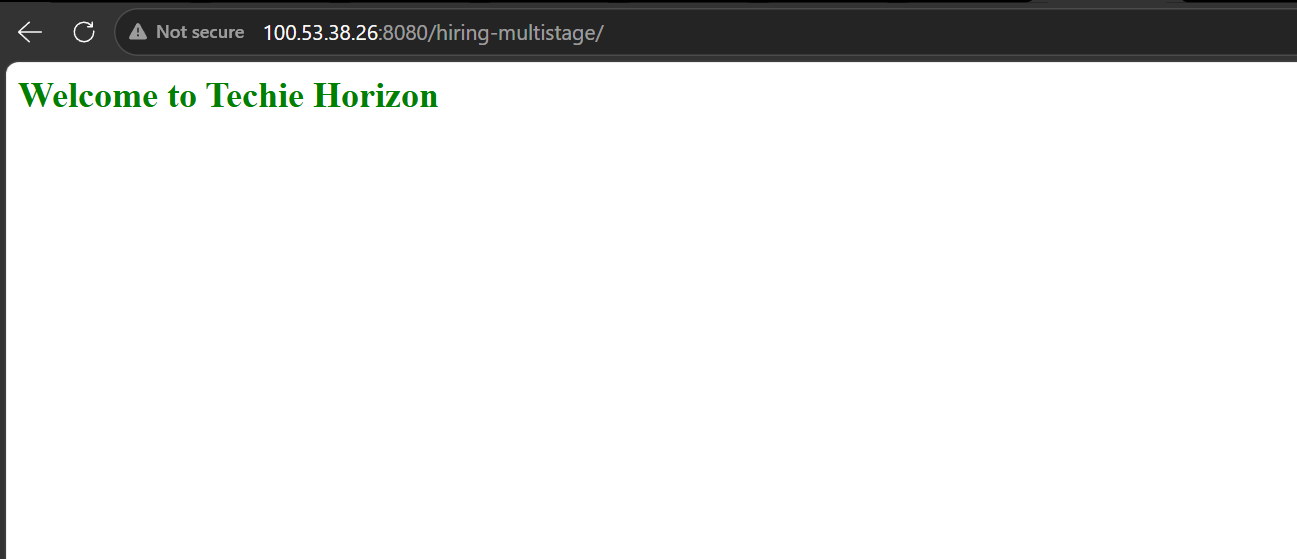 Not secure 100.53.38.26:8080/hiring-multistage/
Welcome to Techie Horizon